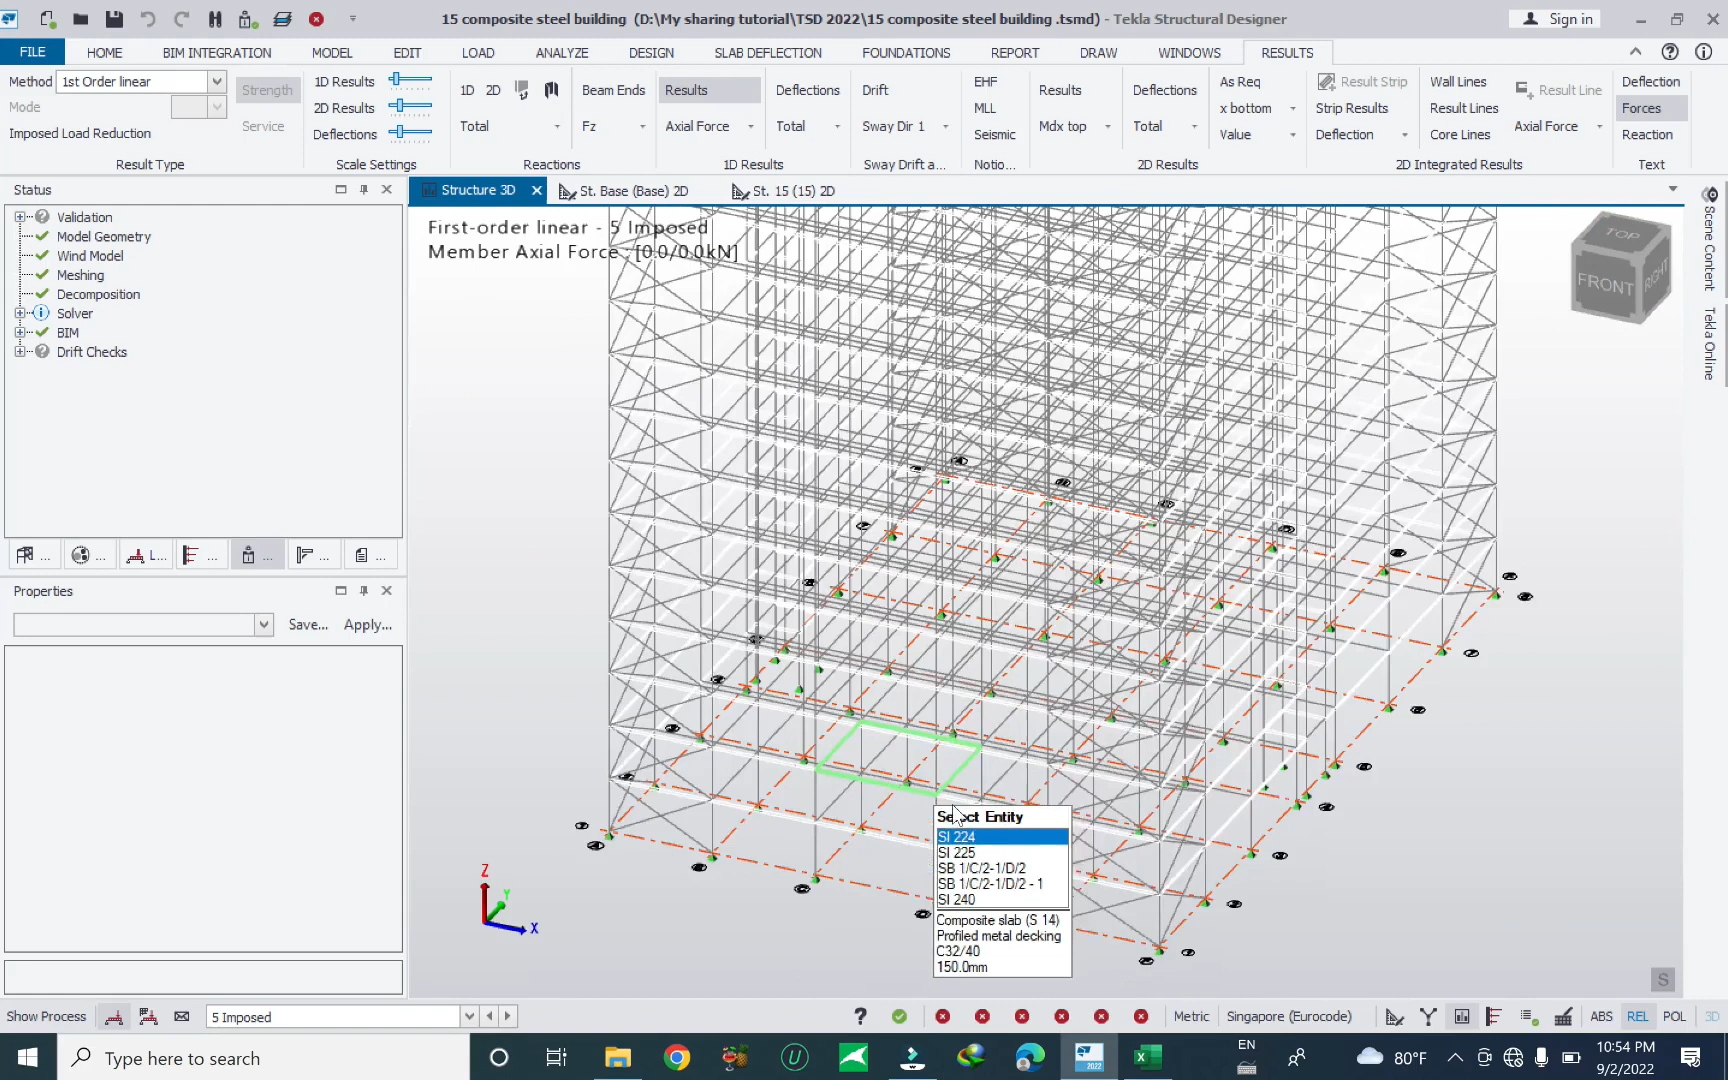 15 composite steel building  (D:\My sharing tutorial\TSD 2022\15 composite steel building .tsmd) - Tekla Structural Designer
Sign in
FILE HOME BIM INTEGRATION MODEL EDIT LOAD ANALYZE DESIGN SLAB DEFLECTION FOUNDATIONS REPORT DRAW WINDOWS RESULTS
Method 1st Order linear
Mode
Imposed Load Reduction
Strength
Service
Result Type
1D Results
2D Results
Deflections
Scale Settings
1D 2D
Total
Beam Ends
Fz
Reactions
Results
Axial Force
Deflections
Total
1D Results
Drift
Sway Dir 1
Sway Drift a...
EHF
MLL
Seismic
Notio...
Results
Mdx top
Deflections
Total
2D Results
As Req
x bottom
Value
Result Strip
Strip Results
Deflection
Wall Lines
Result Lines
Core Lines
Result Line
Axial Force
2D Integrated Results
Deflection
Forces
Reaction
Text
Status
Validation
Model Geometry
Wind Model
Meshing
Decomposition
Solver
BIM
Drift Checks
... ... L... ... ... ... ...
Properties
Save... Apply...
Structure 3D
St. Base (Base) 2D
St. 15 (15) 2D
First-order linear - 5 Imposed
Member Axial Force : [0.0/0.0kN]
TOP
FRONT
RIGHT
Scene Content
Tekla Online
Select Entity
SI 224
SI 225
SB 1/C/2-1/D/2
SB 1/C/2-1/D/2 - 1
SI 240
Composite slab (S 14)
Profiled metal decking
C32/40
150.0mm
Z
Y
X
S
Show Process
5 Imposed
Metric
Singapore (Eurocode)
ABS REL POL 3D
Type here to search
2022
EN
80°F
10:54 PM
9/2/2022